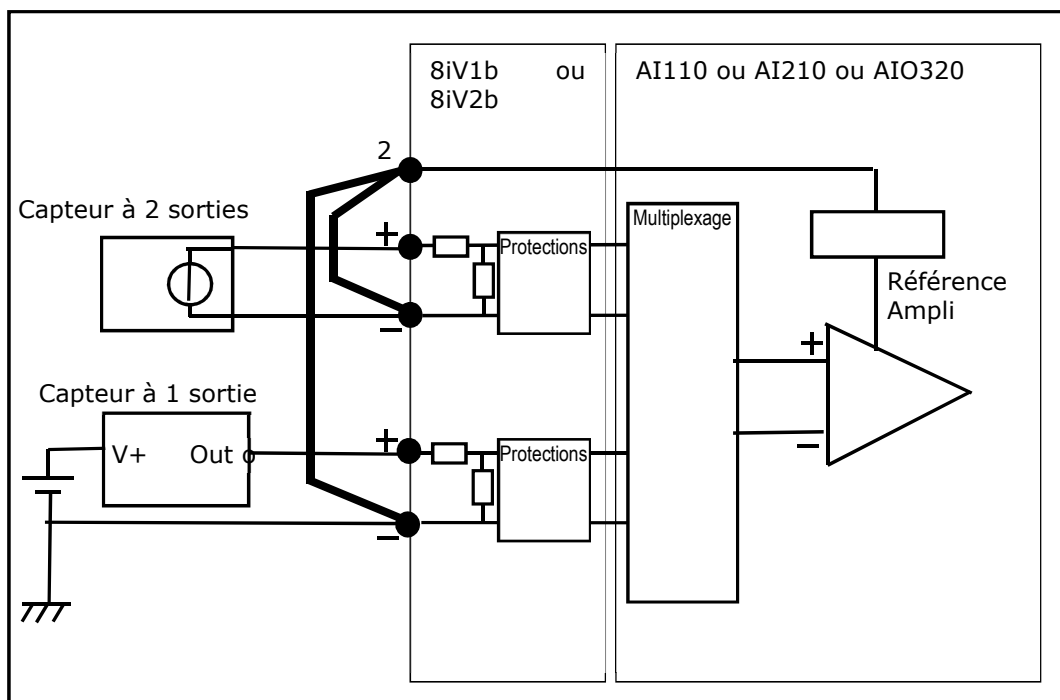 8iV1b ou
8iV2b
AI110 ou AI210 ou AIO320
2
Capteur à 2 sorties
+
−
Protections
Multiplexage
Référence
Ampli
+
−
Capteur à 1 sortie
V+ Out o
+
−
Protections